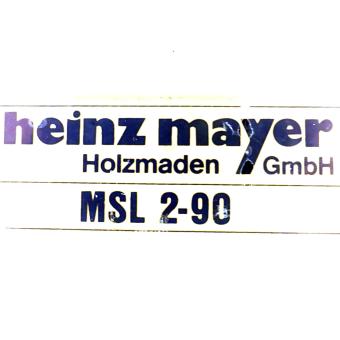 heinz mayer
Holzmaden GmbH
MSL 2-90